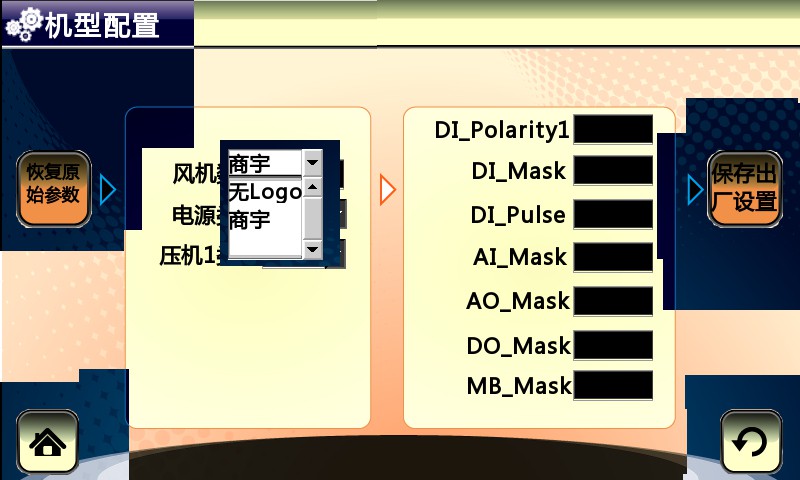 机型配置
恢复原
始参数
风机
电源
压机1
商宇
无Logo
商宇
DI_Polarity1
DI_Mask
DI_Pulse
AI_Mask
AO_Mask
DO_Mask
MB_Mask
保存出
厂设置